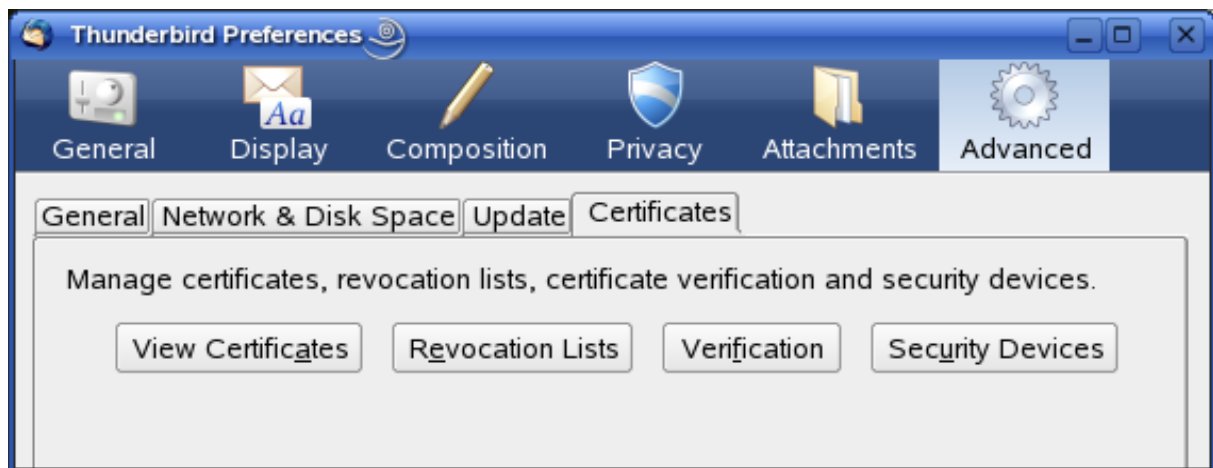 Thunderbird Preferences
General Display Composition Privacy Attachments Advanced
General Network & Disk Space Update Certificates
Manage certificates, revocation lists, certificate verification and security devices.
View Certificates Revocation Lists Verification Security Devices